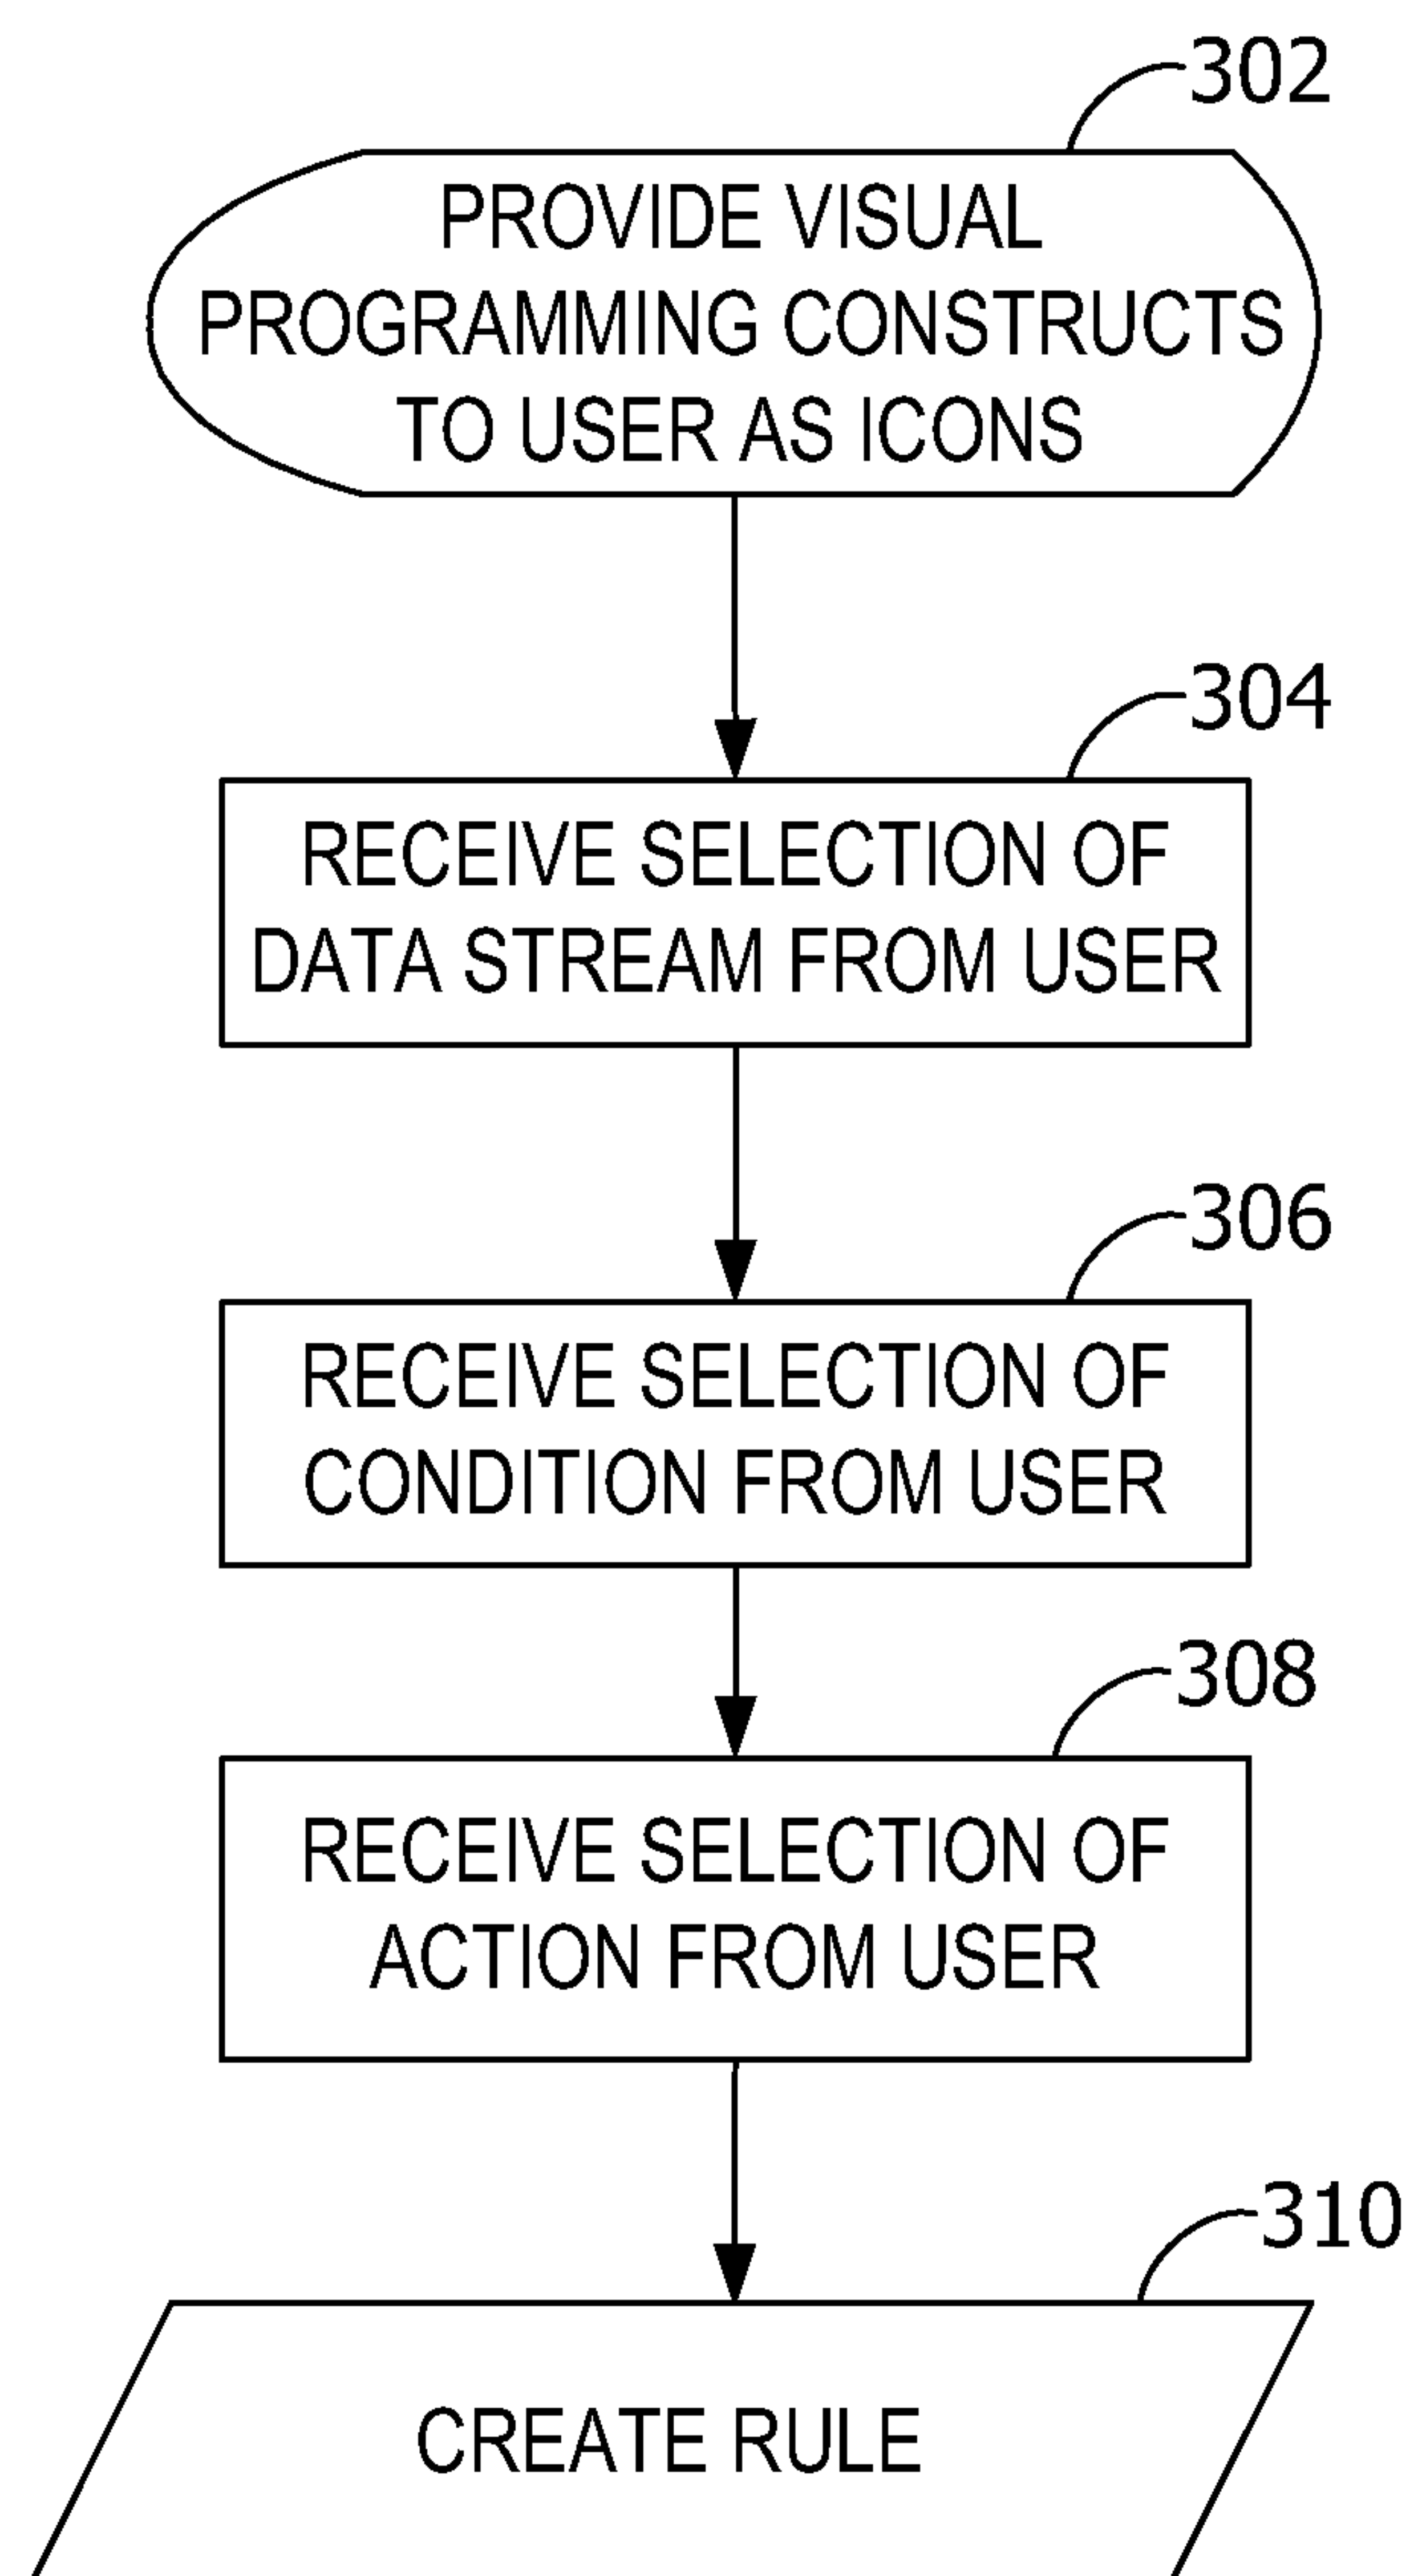 302
PROVIDE VISUAL
PROGRAMMING CONSTRUCTS
TO USER AS ICONS
304
RECEIVE SELECTION OF
DATA STREAM FROM USER
306
RECEIVE SELECTION OF
CONDITION FROM USER
308
RECEIVE SELECTION OF
ACTION FROM USER
310
CREATE RULE